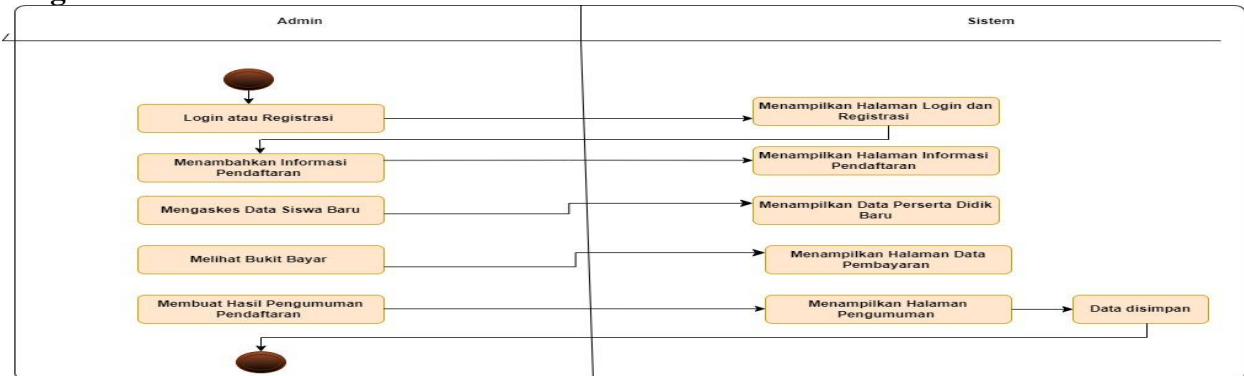 Admin
Sistem
Login atau Registrasi
Menampilkan Halaman Login dan
Registrasi
Menambahkan Informasi
Pendaftaran
Menampilkan Halaman Informasi
Pendaftaran
Mengaskes Data Siswa Baru
Menampilkan Data Perserta Didik
Baru
Melihat Bukit Bayar
Menampilkan Halaman Data
Pembayaran
Membuat Hasil Pengumuman
Pendaftaran
Menampilkan Halaman
Pengumuman
Data disimpan